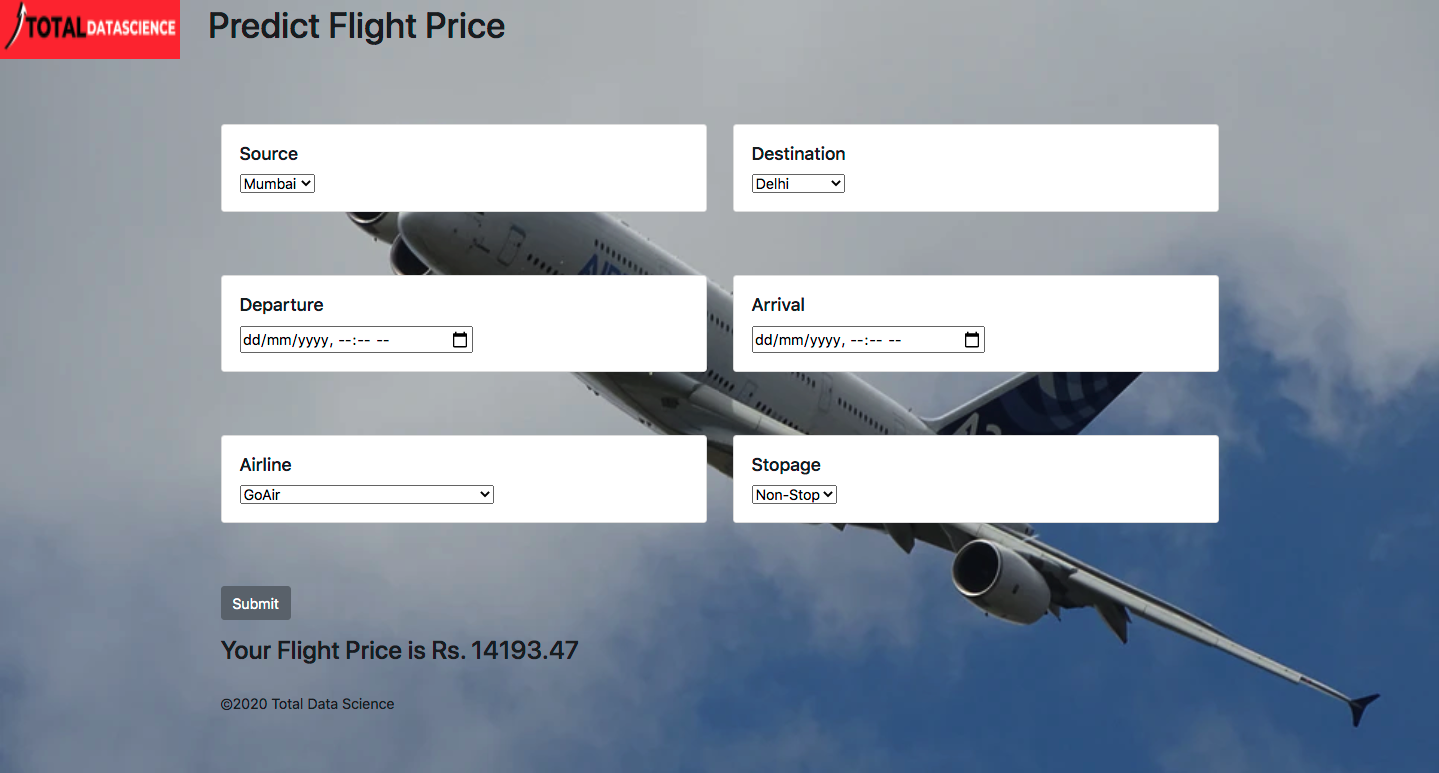 TOTAL DATASCIENCE
Predict Flight Price
Source
Mumbai
Destination
Delhi
Departure
dd/mm/yyyy, --:-- --
Arrival
dd/mm/yyyy, --:-- --
Airline
GoAir
Stopage
Non-Stop
Submit
Your Flight Price is Rs. 14193.47
©2020 Total Data Science